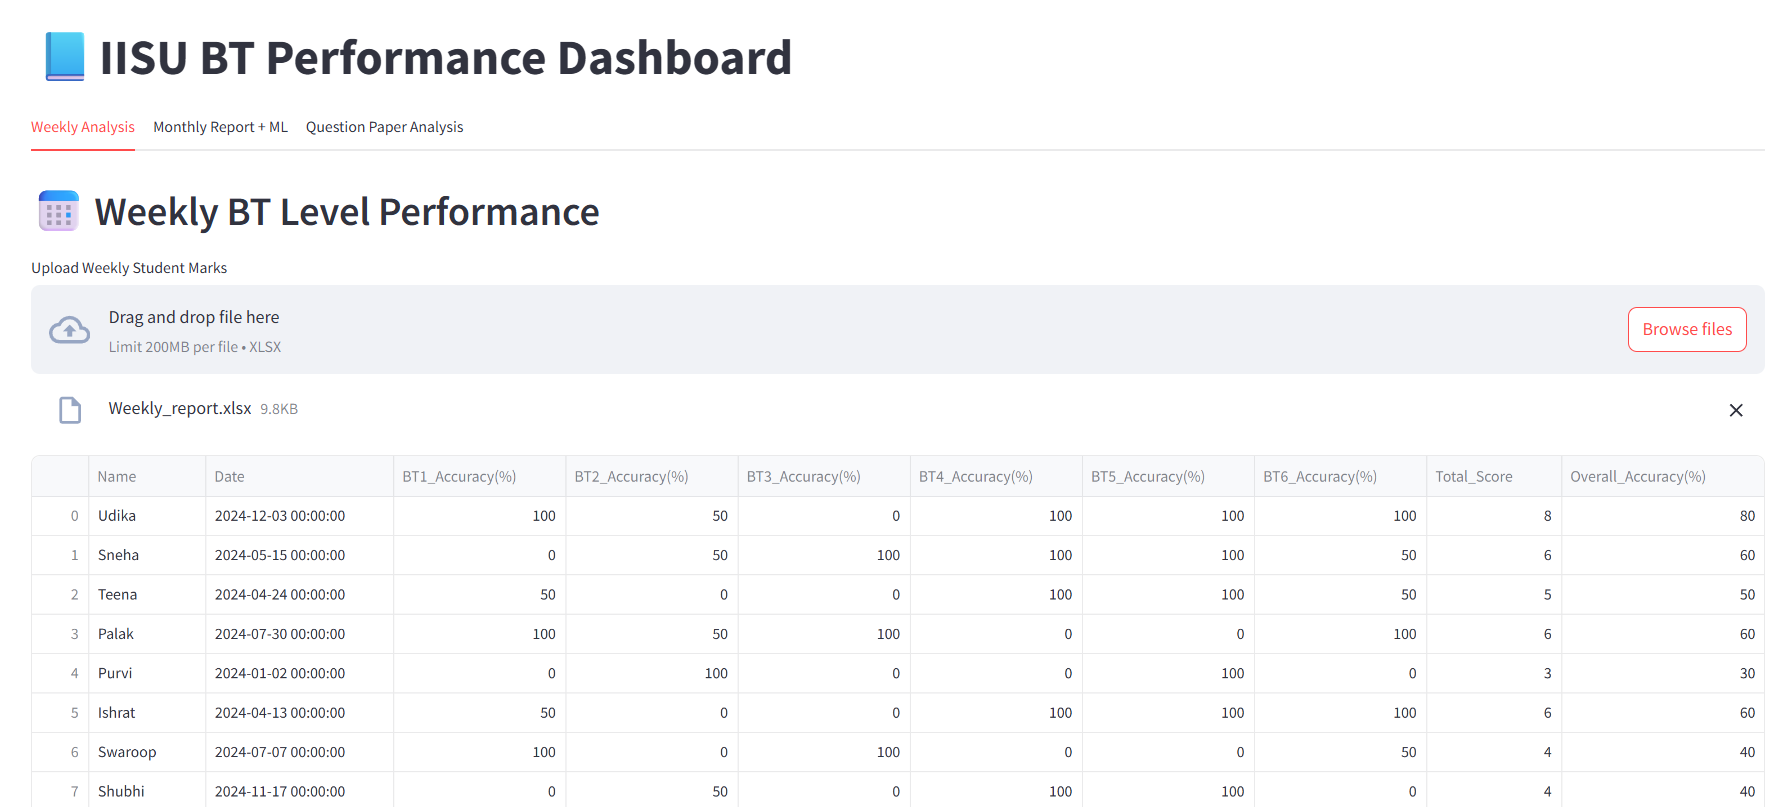 IISU BT Performance Dashboard
Weekly Analysis Monthly Report + ML Question Paper Analysis
Weekly BT Level Performance
Upload Weekly Student Marks
Drag and drop file here
Limit 200MB per file • XLSX
Browse files
Weekly_report.xlsx 9.8KB
Name Date BT1_Accuracy(%) BT2_Accuracy(%) BT3_Accuracy(%) BT4_Accuracy(%) BT5_Accuracy(%) BT6_Accuracy(%) Total_Score Overall_Accuracy(%)
0 Udika 2024-12-03 00:00:00 100 50 0 100 100 100 8 80
1 Sneha 2024-05-15 00:00:00 0 50 100 100 100 50 6 60
2 Teena 2024-04-24 00:00:00 50 0 0 100 100 50 5 50
3 Palak 2024-07-30 00:00:00 100 50 100 0 0 100 6 60
4 Purvi 2024-01-02 00:00:00 0 100 0 0 100 0 3 30
5 Ishrat 2024-04-13 00:00:00 50 0 0 100 100 100 6 60
6 Swaroop 2024-07-07 00:00:00 100 0 100 0 0 50 4 40
7 Shubhi 2024-11-17 00:00:00 0 50 0 100 100 0 4 40